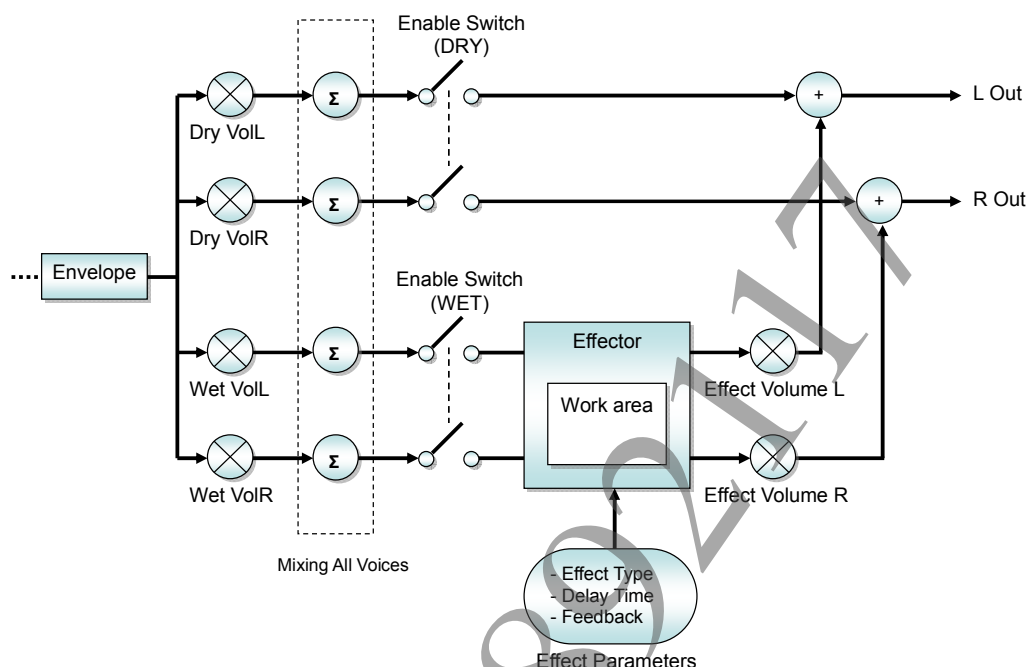 Enable Switch
(DRY)
Σ
+
L Out
Dry VolL
Σ
+
R Out
Dry VolR
Envelope
Enable Switch
(WET)
Σ
Effector
Wet VolL
Work area
Effect Volume L
Σ
Wet VolR
Effect Volume R
Mixing All Voices
- Effect Type
- Delay Time
- Feedback
Effect Parameters